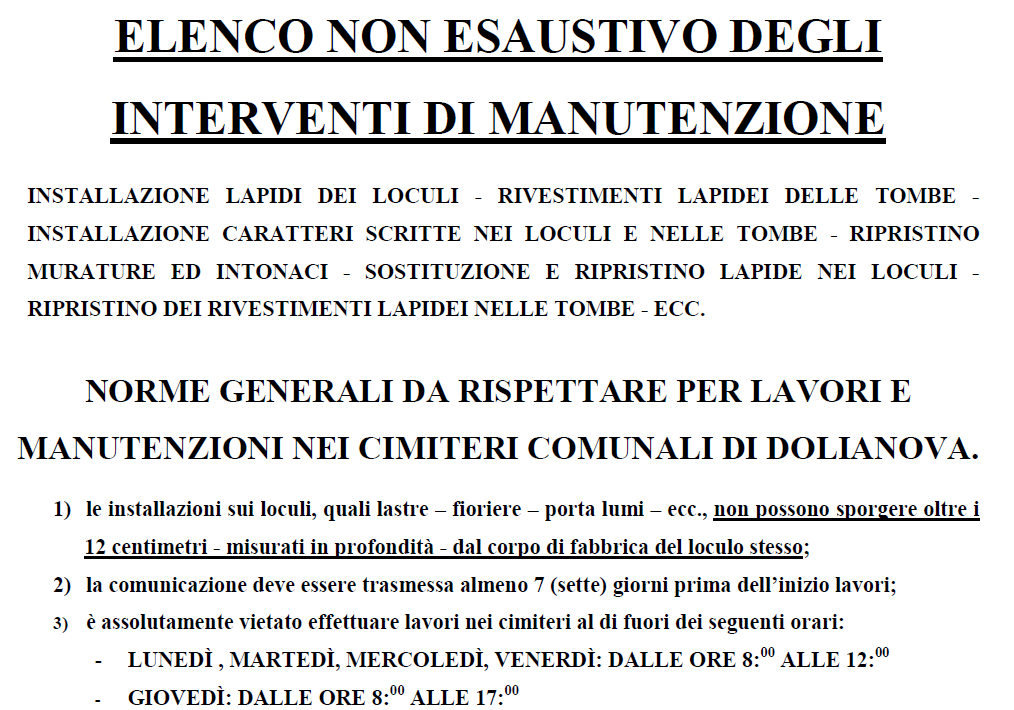 ELENCO NON ESAUSTIVO DEGLI
INTERVENTI DI MANUTENZIONE
INSTALLAZIONE LAPIDI DEI LOCULI - RIVESTIMENTI LAPIDEI DELLE TOMBE -
INSTALLAZIONE CARATTERI SCRITTE NEI LOCULI E NELLE TOMBE - RIPRISTINO
MURATURE ED INTONACI - SOSTITUZIONE E RIPRISTINO LAPIDE NEI LOCULI -
RIPRISTINO DEI RIVESTIMENTI LAPIDEI NELLE TOMBE - ECC.
NORME GENERALI DA RISPETTARE PER LAVORI E
MANUTENZIONI NEI CIMITERI COMUNALI DI DOLIANOVA.
1) le installazioni sui loculi, quali lastre – fioriere – porta lumi – ecc., non possono sporgere oltre i
12 centimetri - misurati in profondità - dal corpo di fabbrica del loculo stesso;
2) la comunicazione deve essere trasmessa almeno 7 (sette) giorni prima dell’inizio lavori;
3) è assolutamente vietato effettuare lavori nei cimiteri al di fuori dei seguenti orari:
- LUNEDÌ , MARTEDÌ, MERCOLEDÌ, VENERDÌ: DALLE ORE 8:00 ALLE 12:00
- GIOVEDÌ: DALLE ORE 8:00 ALLE 17:00